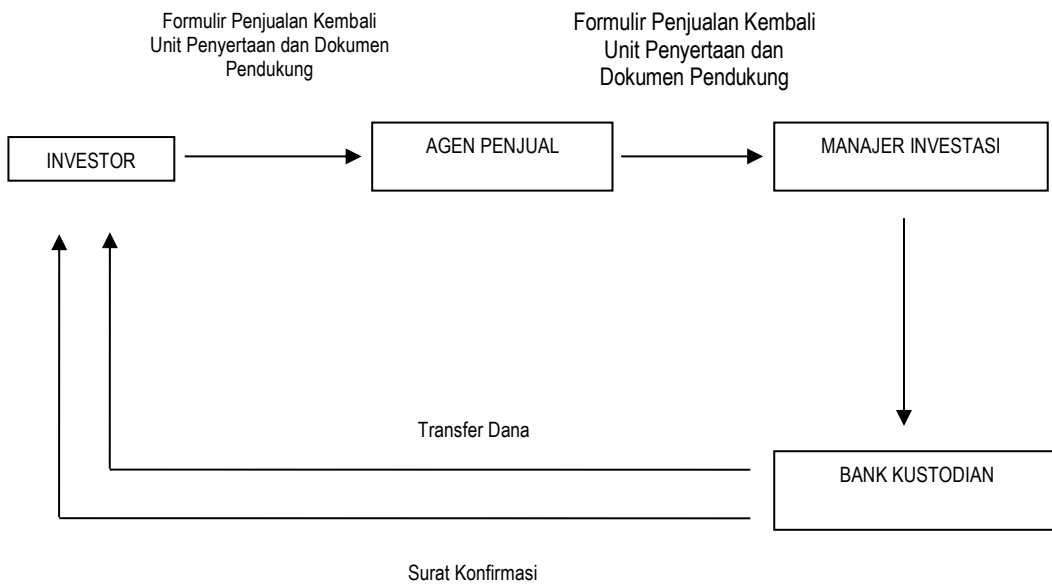 Formulir Penjualan Kembali
Unit Penyertaan dan Dokumen
Pendukung
Formulir Penjualan Kembali
Unit Penyertaan dan
Dokumen Pendukung
INVESTOR
AGEN PENJUAL
MANAJER INVESTASI
Transfer Dana
BANK KUSTODIAN
Surat Konfirmasi